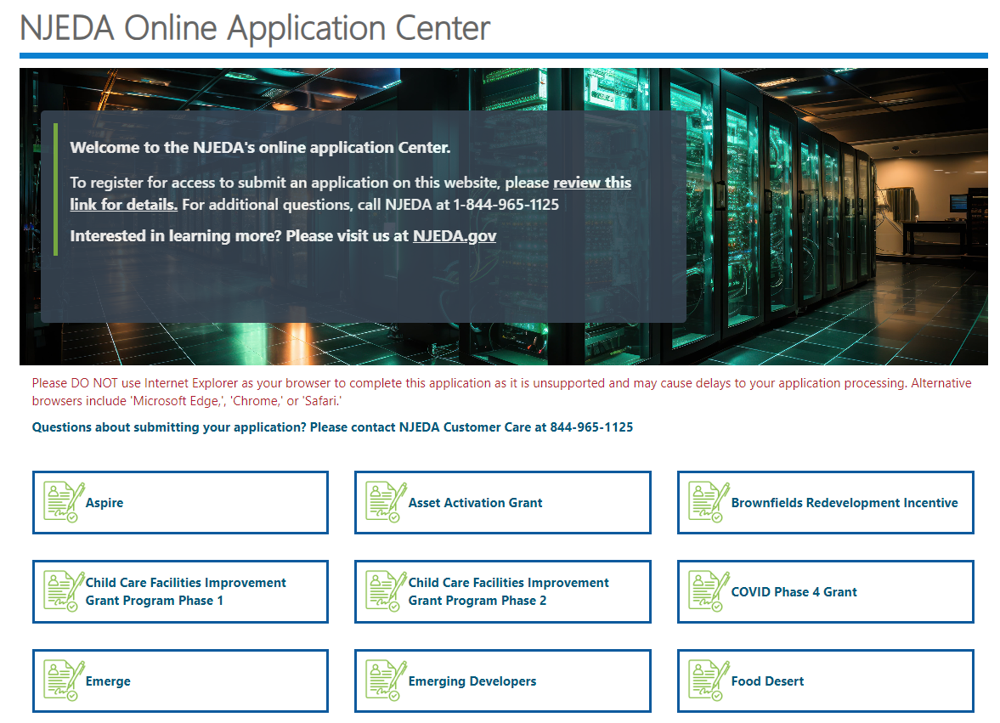 NJEDA Online Application Center
Welcome to the NJEDA's online application Center.
To register for access to submit an application on this website, please review this
link for details. For additional questions, call NJEDA at 1-844-965-1125
Interested in learning more? Please visit us at NJEDA.gov
Please DO NOT use Internet Explorer as your browser to complete this application as it is unsupported and may cause delays to your application processing. Alternative
browsers include 'Microsoft Edge,', 'Chrome,' or 'Safari.'
Questions about submitting your application? Please contact NJEDA Customer Care at 844-965-1125
Aspire
Asset Activation Grant
Brownfields Redevelopment Incentive
Child Care Facilities Improvement
Grant Program Phase 1
Child Care Facilities Improvement
Grant Program Phase 2
COVID Phase 4 Grant
Emerge
Emerging Developers
Food Desert